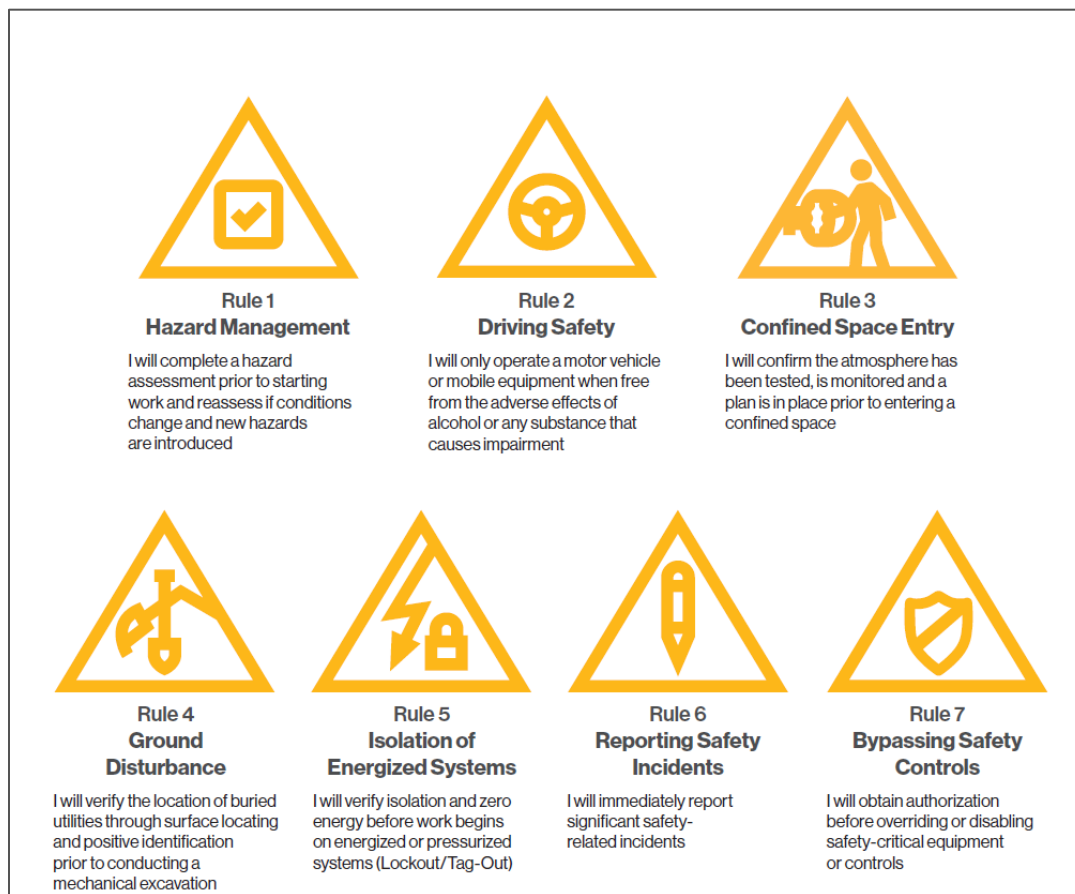 Rule 1
Hazard Management
I will complete a hazard
assessment prior to starting
work and reassess if conditions
change and new hazards
are introduced
Rule 2
Driving Safety
I will only operate a motor vehicle
or mobile equipment when free
from the adverse effects of
alcohol or any substance that
causes impairment
Rule 3
Confined Space Entry
I will confirm the atmosphere has
been tested, is monitored and a
plan is in place prior to entering a
confined space
Rule 4
Ground
Disturbance
I will verify the location of buried
utilities through surface locating
and positive identification
prior to conducting a
mechanical excavation
Rule 5
Isolation of
Energized Systems
I will verify isolation and zero
energy before work begins
on energized or pressurized
systems (Lockout/Tag-Out)
Rule 6
Reporting Safety
Incidents
I will immediately report
significant safety-
related incidents
Rule 7
Bypassing Safety
Controls
I will obtain authorization
before overriding or disabling
safety-critical equipment
or controls